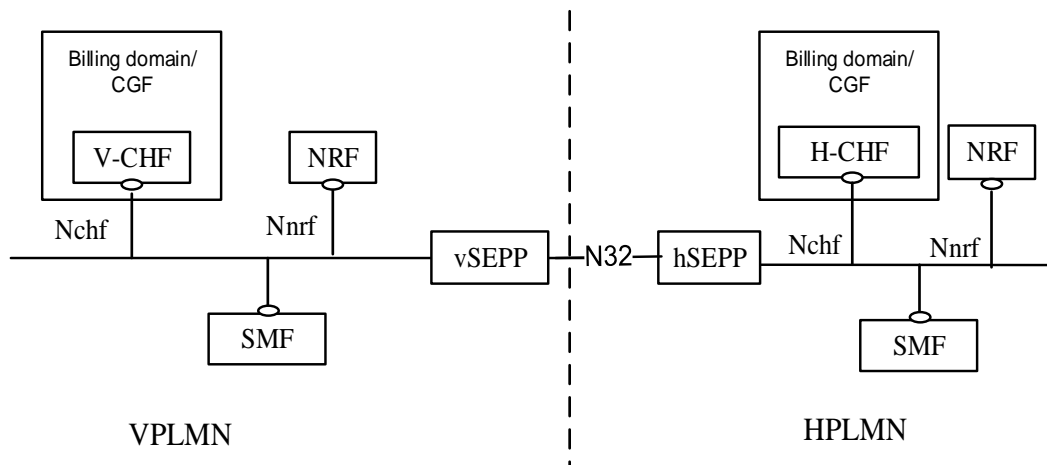 Billing domain/
CGF
V-CHF
NRF
Nchf
Nnrf
vSEPP
SMF
VPLMN
N32
Billing domain/
CGF
H-CHF
NRF
hSEPP
Nchf
Nnrf
SMF
HPLMN